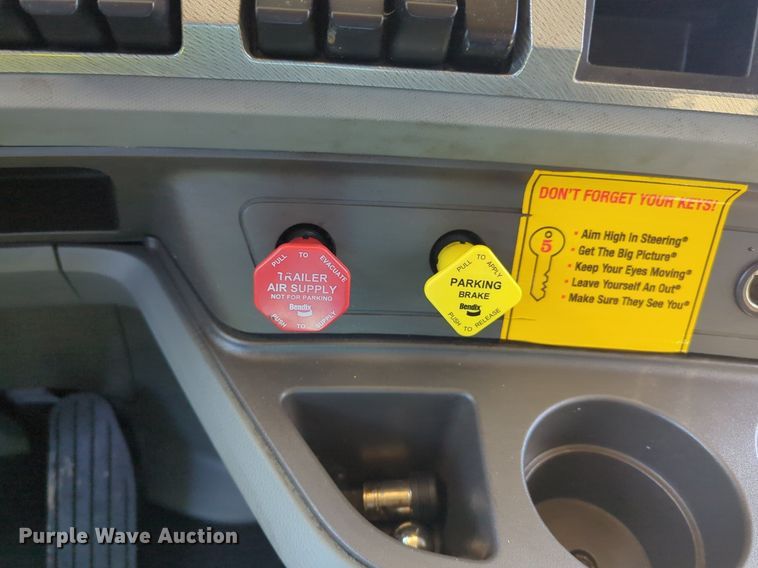 PULL TO EVACUATE
TRAILER
AIR SUPPLY
NOT FOR PARKING
Bendix
PUSH TO SUPPLY
PULL TO APPLY
PARKING
BRAKE
Bendix
PUSH TO RELEASE
DON'T FORGET YOUR KEYS!
5
• Aim High In Steering®
• Get The Big Picture®
• Keep Your Eyes Moving®
• Leave Yourself An Out®
• Make Sure They See You®
Purple Wave Auction